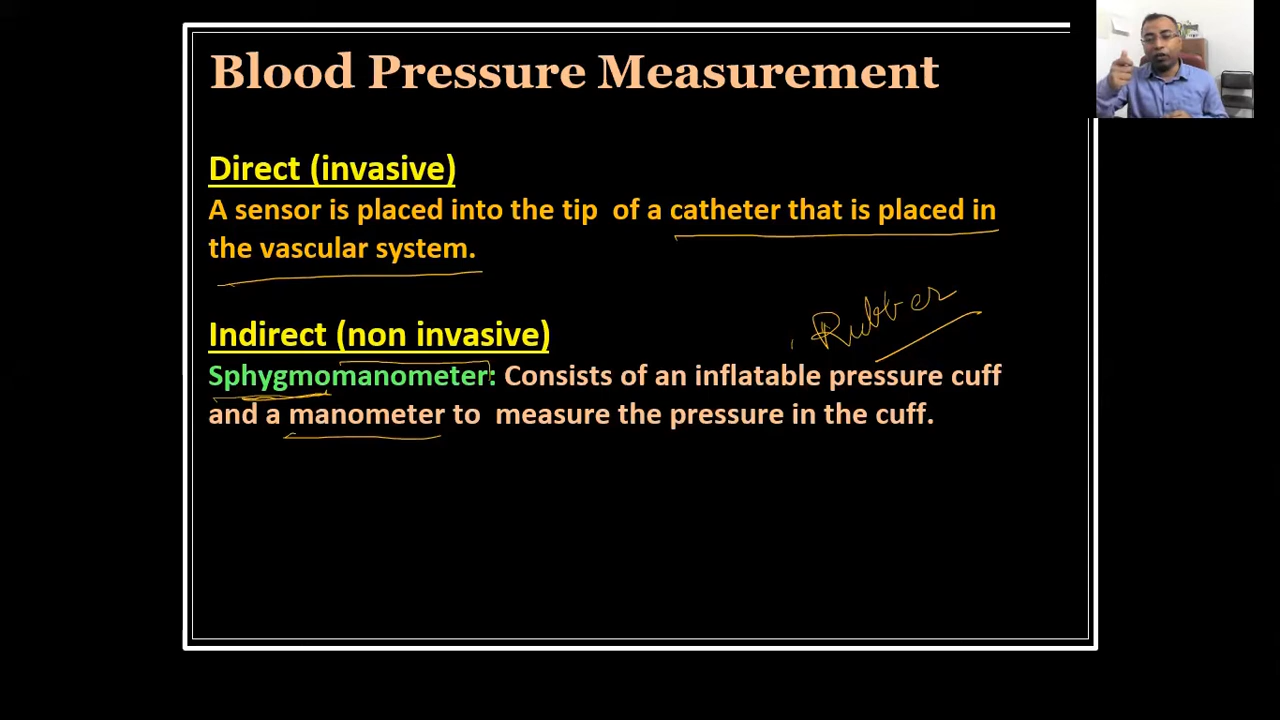 Blood Pressure Measurement
Direct (invasive)
A sensor is placed into the tip of a catheter that is placed in
the vascular system.
Rubber
Indirect (non invasive)
Sphygmomanometer: Consists of an inflatable pressure cuff
and a manometer to measure the pressure in the cuff.